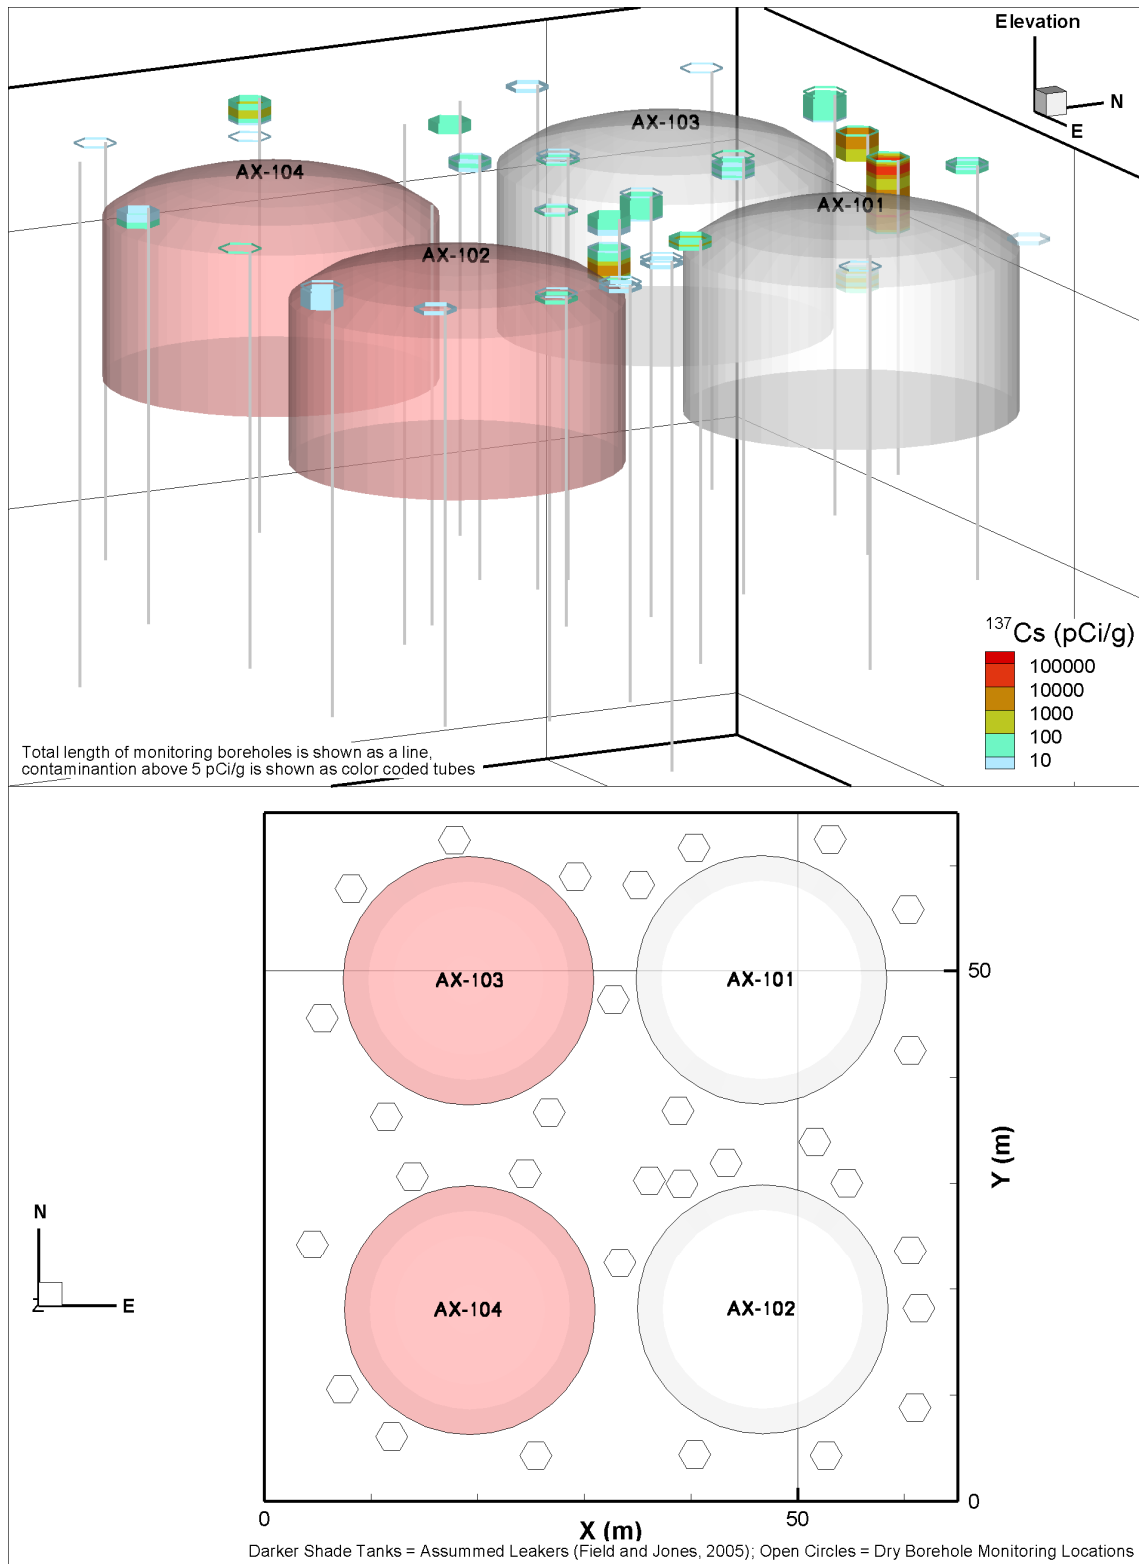 Elevation
N
E
AX-103
AX-104
AX-101
AX-102
137Cs (pCi/g)
100000
10000
1000
100
10
Total length of monitoring boreholes is shown as a line,
contaminantion above 5 pCi/g is shown as color coded tubes
AX-103
AX-101
50
Y (m)
N
Z
E
AX-104
AX-102
0
0
50
X (m)
Darker Shade Tanks = Assummed Leakers (Field and Jones, 2005); Open Circles = Dry Borehole Monitoring Locations